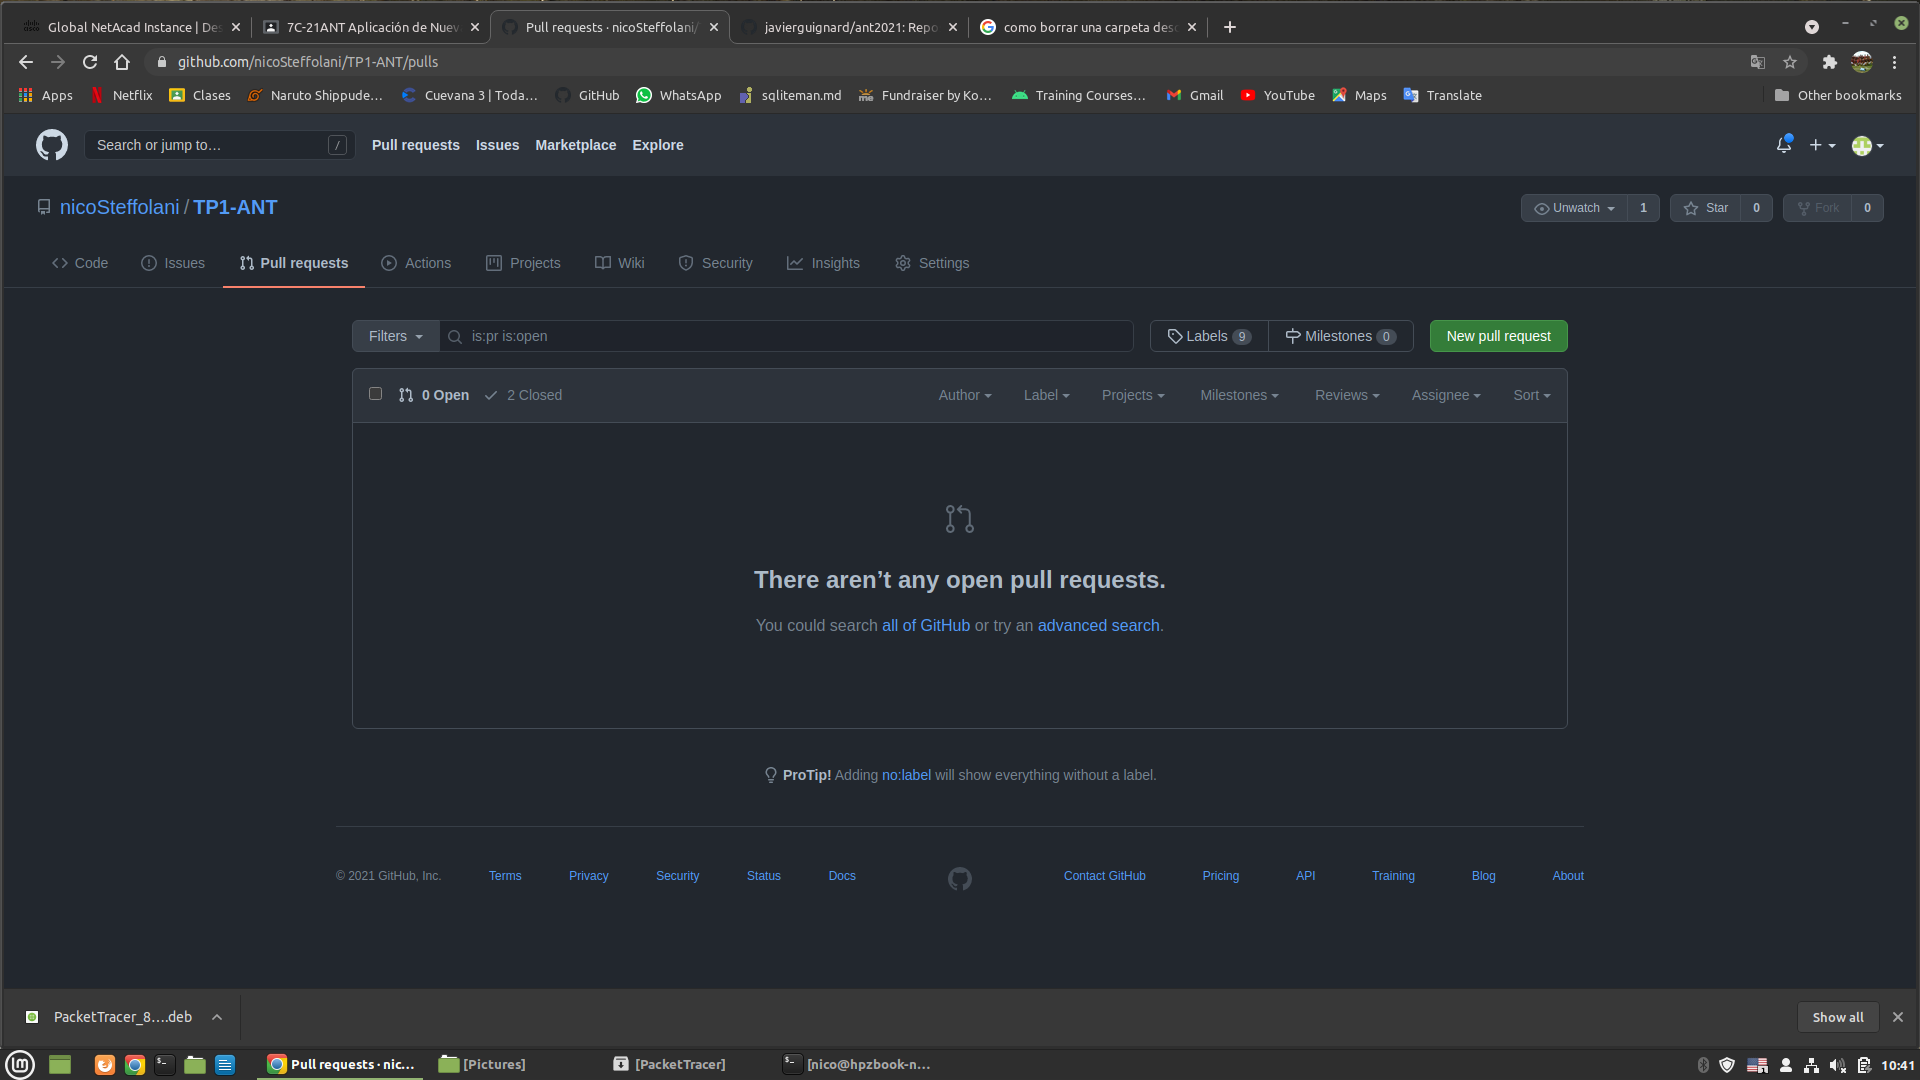 Global NetAcad Instance | Des
7C-21ANT Aplicación de Nuev
Pull requests · nicoSteffolani/
javierguignard/ant2021: Repo
como borrar una carpeta desc
github.com/nicoSteffolani/TP1-ANT/pulls
Apps
Netflix
Clases
Naruto Shippude...
Cuevana 3 | Toda...
GitHub
WhatsApp
sqliteman.md
Fundraiser by Ko...
Training Courses...
Gmail
YouTube
Maps
Translate
Other bookmarks
Search or jump to...
/
Pull requests
Issues
Marketplace
Explore
nicoSteffolani / TP1-ANT
Unwatch 1
Star 0
Fork 0
Code
Issues
Pull requests
Actions
Projects
Wiki
Security
Insights
Settings
Filters
is:pr is:open
Labels 9
Milestones 0
New pull request
0 Open
2 Closed
Author
Label
Projects
Milestones
Reviews
Assignee
Sort
There aren’t any open pull requests.
You could search all of GitHub or try an advanced search.
ProTip! Adding no:label will show everything without a label.
© 2021 GitHub, Inc.
Terms
Privacy
Security
Status
Docs
Contact GitHub
Pricing
API
Training
Blog
About
PacketTracer_8....deb
Show all
lm
Pull requests · nic...
[Pictures]
[PacketTracer]
[nico@hpzbook-n...
10:41